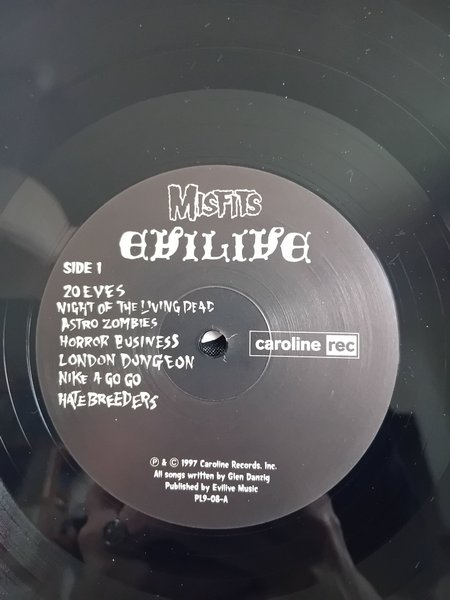 MISFITS
EVILIVE
SIDE 1
20 EYES
NIGHT OF THE LIVING DEAD
ASTRO ZOMBIES
HORROR BUSINESS
LONDON DUNGEON
NIKE A GO GO
HATEBREEDERS
caroline rec
℗ & © 1997 Caroline Records, Inc.
All songs written by Glen Danzig
Published by Evilive Music
PL9-08-A